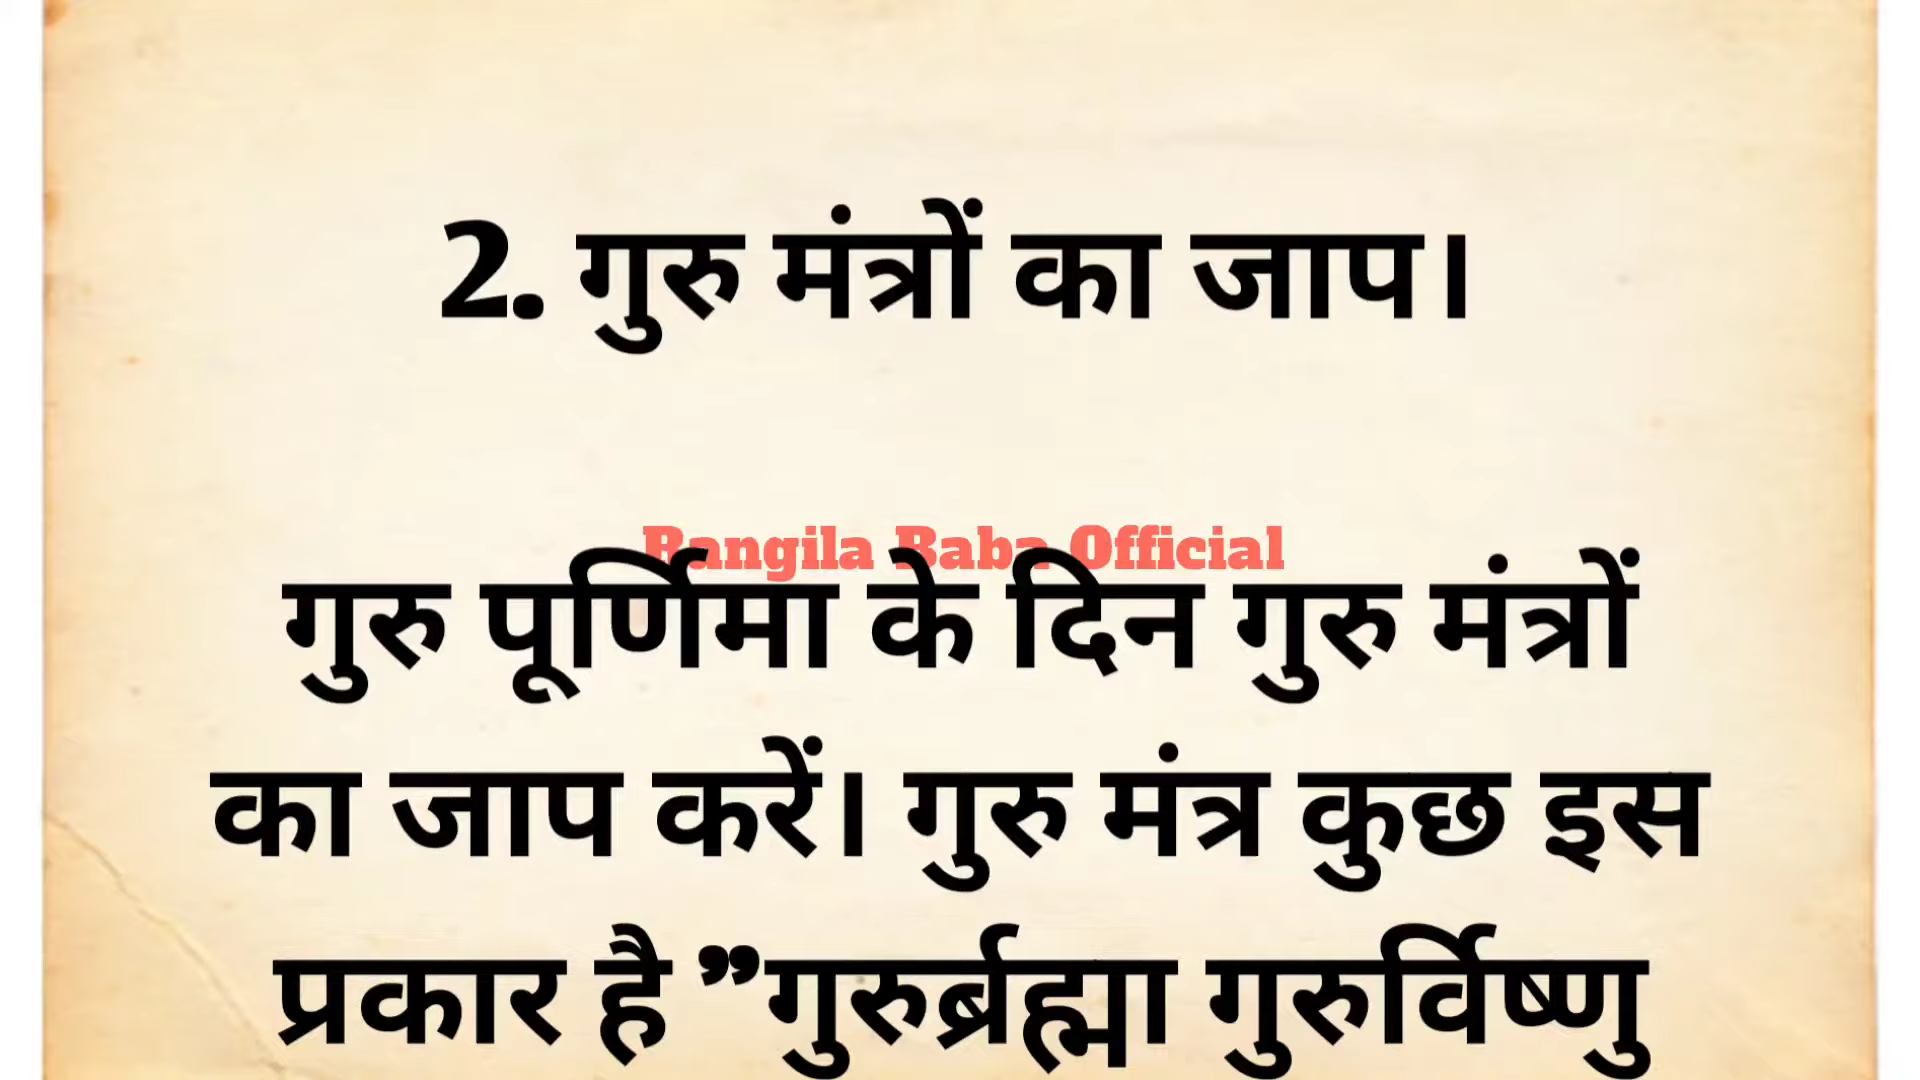 2. गुरु मंत्रों का जाप।
Rangila Baba Official
गुरु पूर्णिमा के दिन गुरु मंत्रों
का जाप करें। गुरु मंत्र कुछ इस
प्रकार है ”गुरुर्ब्रह्मा गुरुर्विष्णु